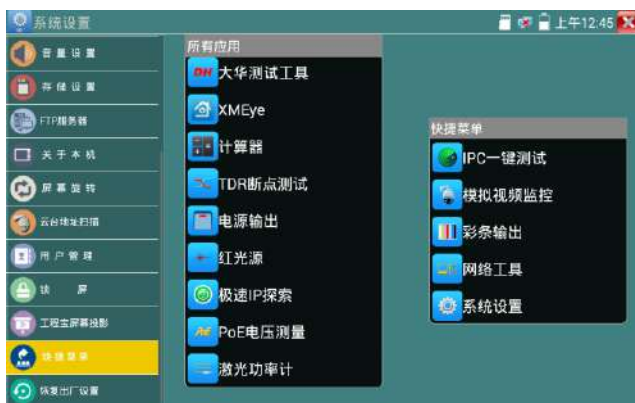 系统设置
上午12:45
音量设置
存储设置
FTP服务器
关于本机
屏幕旋转
云台地址扫描
用户管理
锁屏
工程宝屏幕投影
快捷菜单
恢复出厂设置
所有应用
大华测试工具
XMEye
计算器
TDR断点测试
电源输出
红光源
极速IP探索
PoE电压测量
激光功率计
快捷菜单
IPC一键测试
模拟视频监控
彩条输出
网络工具
系统设置